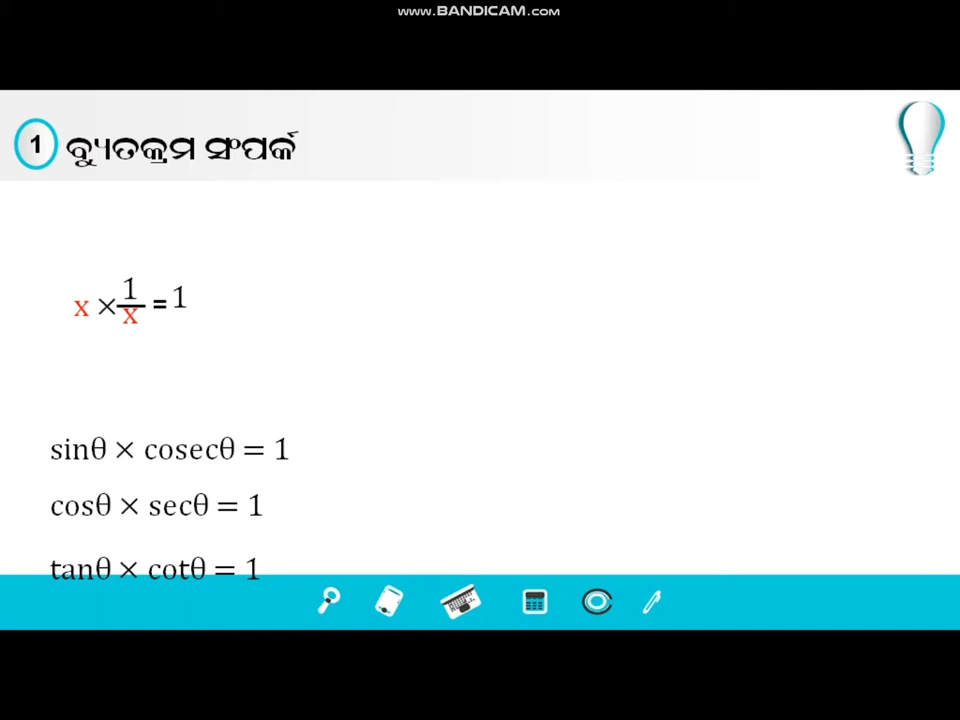 www.BANDICAM.com
1 ବ୍ୟୁତକ୍ରମ ସଂପର୍କ
x × 1/x = 1
sinθ × cosecθ = 1
cosθ × secθ = 1
tanθ × cotθ = 1